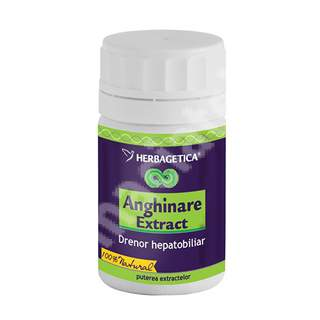 HERBAGETICA®
Anghinare
Extract
Drenor hepatobiliar
100% Natural
puterea extractelor